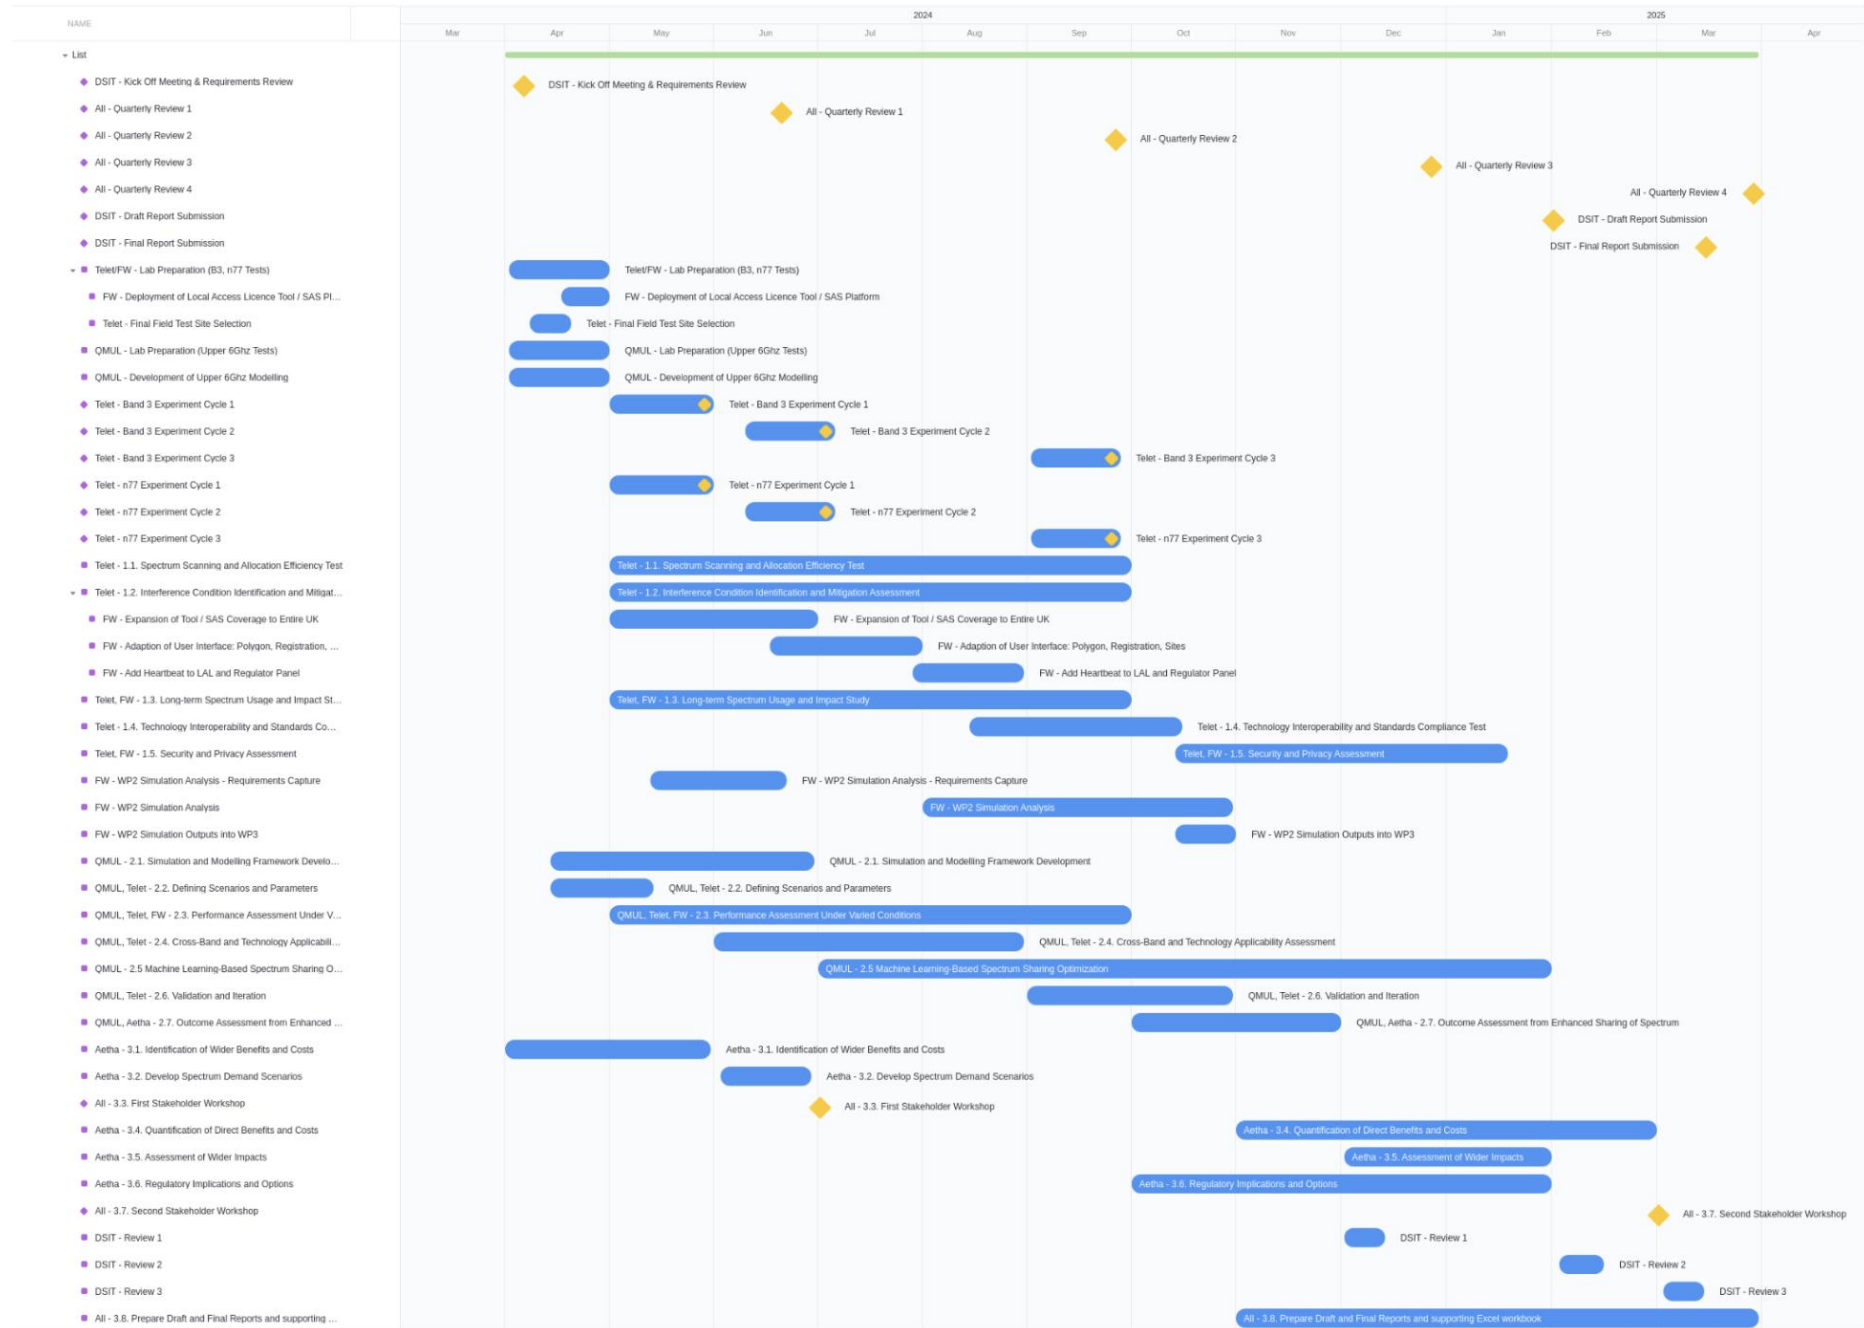 NAME
2024 2025
Mar Apr May Jun Jul Aug Sep Oct Nov Dec Jan Feb Mar Apr
List
DSIT - Kick Off Meeting & Requirements Review DSIT - Kick Off Meeting & Requirements Review
All - Quarterly Review 1 All - Quarterly Review 1
All - Quarterly Review 2 All - Quarterly Review 2
All - Quarterly Review 3 All - Quarterly Review 3
All - Quarterly Review 4 All - Quarterly Review 4
DSIT - Draft Report Submission DSIT - Draft Report Submission
DSIT - Final Report Submission DSIT - Final Report Submission
Telet/FW - Lab Preparation (B3, n77 Tests) Telet/FW - Lab Preparation (B3, n77 Tests)
FW - Deployment of Local Access Licence Tool / SAS Pl... FW - Deployment of Local Access Licence Tool / SAS Platform
Telet - Final Field Test Site Selection Telet - Final Field Test Site Selection
QMUL - Lab Preparation (Upper 6Ghz Tests) QMUL - Lab Preparation (Upper 6Ghz Tests)
QMUL - Development of Upper 6Ghz Modelling QMUL - Development of Upper 6Ghz Modelling
Telet - Band 3 Experiment Cycle 1 Telet - Band 3 Experiment Cycle 1
Telet - Band 3 Experiment Cycle 2 Telet - Band 3 Experiment Cycle 2
Telet - Band 3 Experiment Cycle 3 Telet - Band 3 Experiment Cycle 3
Telet - n77 Experiment Cycle 1 Telet - n77 Experiment Cycle 1
Telet - n77 Experiment Cycle 2 Telet - n77 Experiment Cycle 2
Telet - n77 Experiment Cycle 3 Telet - n77 Experiment Cycle 3
Telet - 1.1. Spectrum Scanning and Allocation Efficiency Test Telet - 1.1. Spectrum Scanning and Allocation Efficiency Test
Telet - 1.2. Interference Condition Identification and Mitigat... Telet - 1.2. Interference Condition Identification and Mitigation Assessment
FW - Expansion of Tool / SAS Coverage to Entire UK FW - Expansion of Tool / SAS Coverage to Entire UK
FW - Adaption of User Interface: Polygon, Registration, ... FW - Adaption of User Interface: Polygon, Registration, Sites
FW - Add Heartbeat to LAL and Regulator Panel FW - Add Heartbeat to LAL and Regulator Panel
Telet, FW - 1.3. Long-term Spectrum Usage and Impact St... Telet, FW - 1.3. Long-term Spectrum Usage and Impact Study
Telet - 1.4. Technology Interoperability and Standards Co... Telet - 1.4. Technology Interoperability and Standards Compliance Test
Telet, FW - 1.5. Security and Privacy Assessment Telet, FW - 1.5. Security and Privacy Assessment
FW - WP2 Simulation Analysis - Requirements Capture FW - WP2 Simulation Analysis - Requirements Capture
FW - WP2 Simulation Analysis FW - WP2 Simulation Analysis
FW - WP2 Simulation Outputs into WP3 FW - WP2 Simulation Outputs into WP3
QMUL - 2.1. Simulation and Modelling Framework Develo... QMUL - 2.1. Simulation and Modelling Framework Development
QMUL, Telet - 2.2. Defining Scenarios and Parameters QMUL, Telet - 2.2. Defining Scenarios and Parameters
QMUL, Telet, FW - 2.3. Performance Assessment Under V... QMUL, Telet, FW - 2.3. Performance Assessment Under Varied Conditions
QMUL, Telet - 2.4. Cross-Band and Technology Applicabili... QMUL, Telet - 2.4. Cross-Band and Technology Applicability Assessment
QMUL - 2.5 Machine Learning-Based Spectrum Sharing O... QMUL - 2.5 Machine Learning-Based Spectrum Sharing Optimization
QMUL, Telet - 2.6. Validation and Iteration QMUL, Telet - 2.6. Validation and Iteration
QMUL, Aetha - 2.7. Outcome Assessment from Enhanced ... QMUL, Aetha - 2.7. Outcome Assessment from Enhanced Sharing of Spectrum
Aetha - 3.1. Identification of Wider Benefits and Costs Aetha - 3.1. Identification of Wider Benefits and Costs
Aetha - 3.2. Develop Spectrum Demand Scenarios Aetha - 3.2. Develop Spectrum Demand Scenarios
All - 3.3. First Stakeholder Workshop All - 3.3. First Stakeholder Workshop
Aetha - 3.4. Quantification of Direct Benefits and Costs Aetha - 3.4. Quantification of Direct Benefits and Costs
Aetha - 3.5. Assessment of Wider Impacts Aetha - 3.5. Assessment of Wider Impacts
Aetha - 3.6. Regulatory Implications and Options Aetha - 3.6. Regulatory Implications and Options
All - 3.7. Second Stakeholder Workshop All - 3.7. Second Stakeholder Workshop
DSIT - Review 1 DSIT - Review 1
DSIT - Review 2 DSIT - Review 2
DSIT - Review 3 DSIT - Review 3
All - 3.8. Prepare Draft and Final Reports and supporting ... All - 3.8. Prepare Draft and Final Reports and supporting Excel workbook